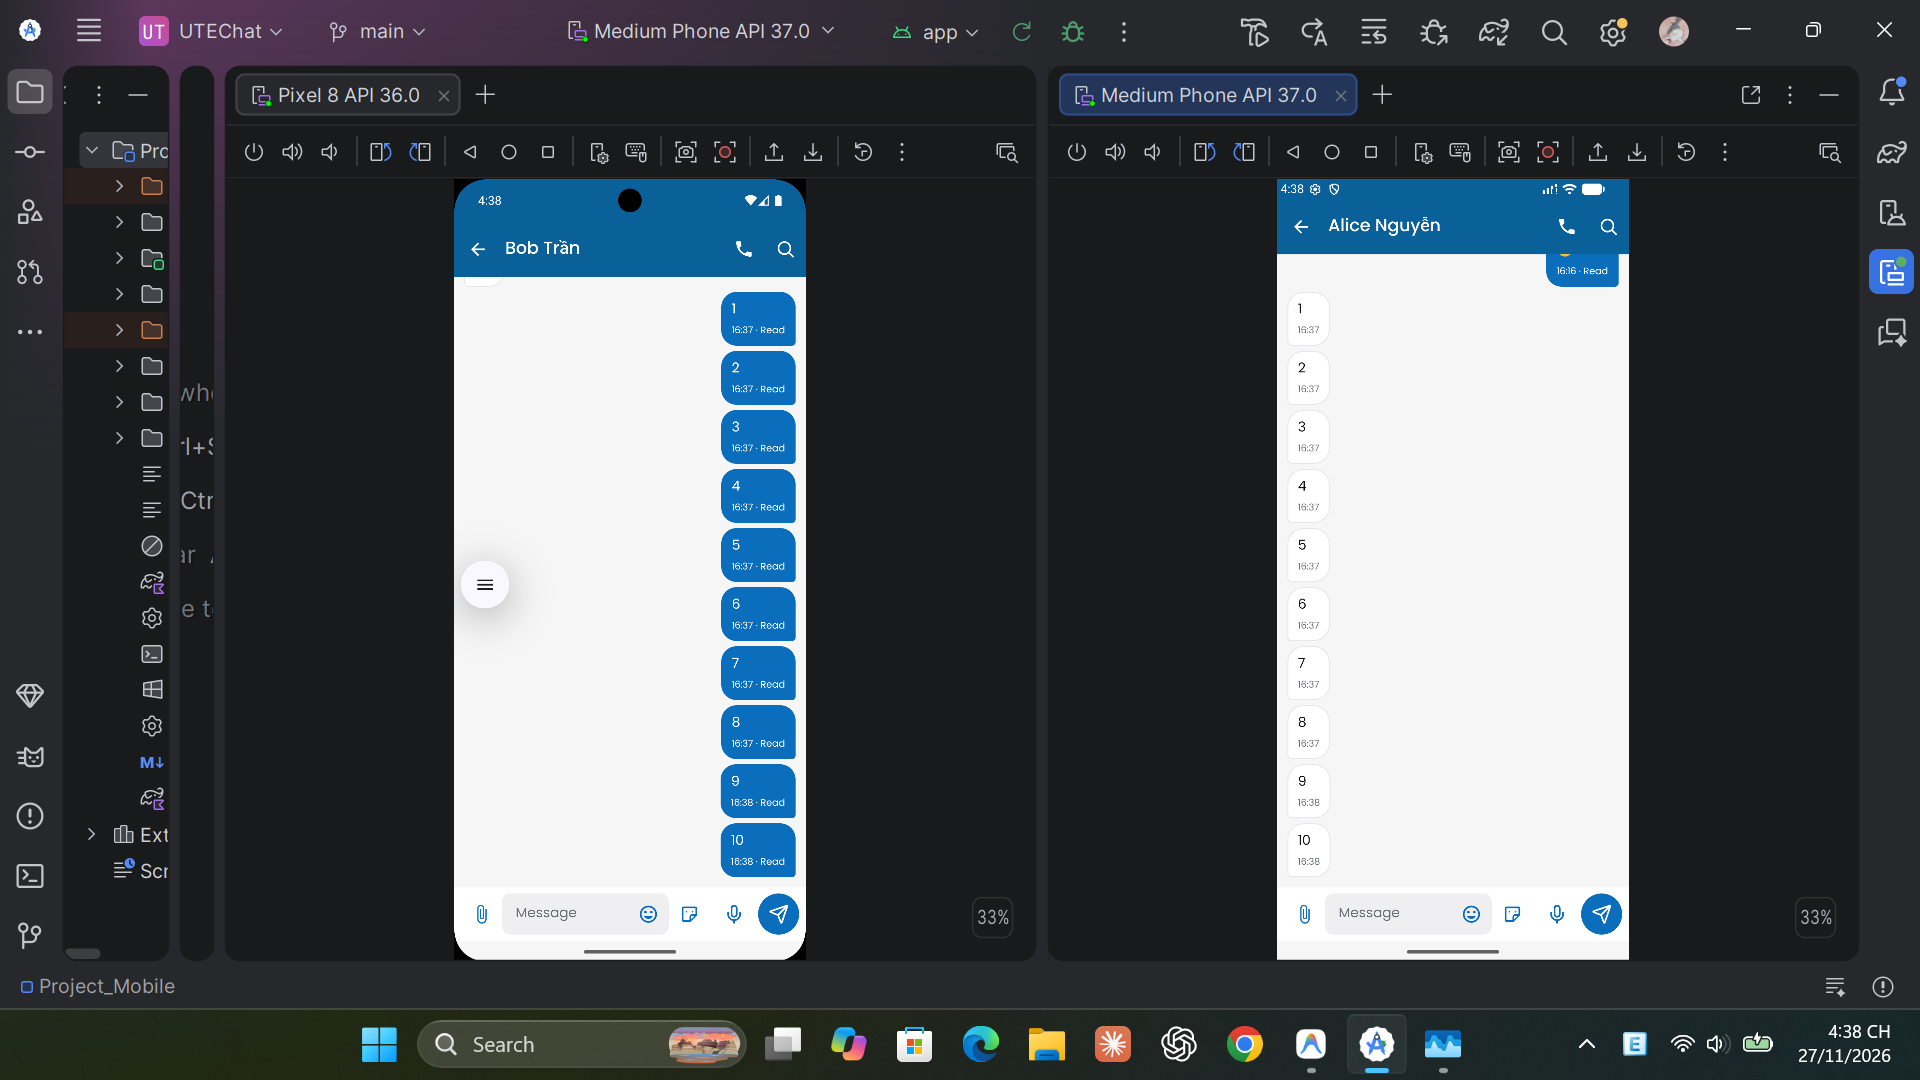 UT UTEChat main Medium Phone API 37.0 app
Pixel 8 API 36.0
Medium Phone API 37.0
Pro
Ext
Scr
M↓
rl+S
Ctr
ar
e t
4:38
Bob Trần
1
16:37 · Read
2
16:37 · Read
3
16:37 · Read
4
16:37 · Read
5
16:37 · Read
6
16:37 · Read
7
16:37 · Read
8
16:37 · Read
9
16:38 · Read
10
16:38 · Read
Message
33%
4:38
Alice Nguyễn
16:16 · Read
1
16:37
2
16:37
3
16:37
4
16:37
5
16:37
6
16:37
7
16:37
8
16:37
9
16:38
10
16:38
Message
33%
Project_Mobile
Search
E
4:38 CH
27/11/2026